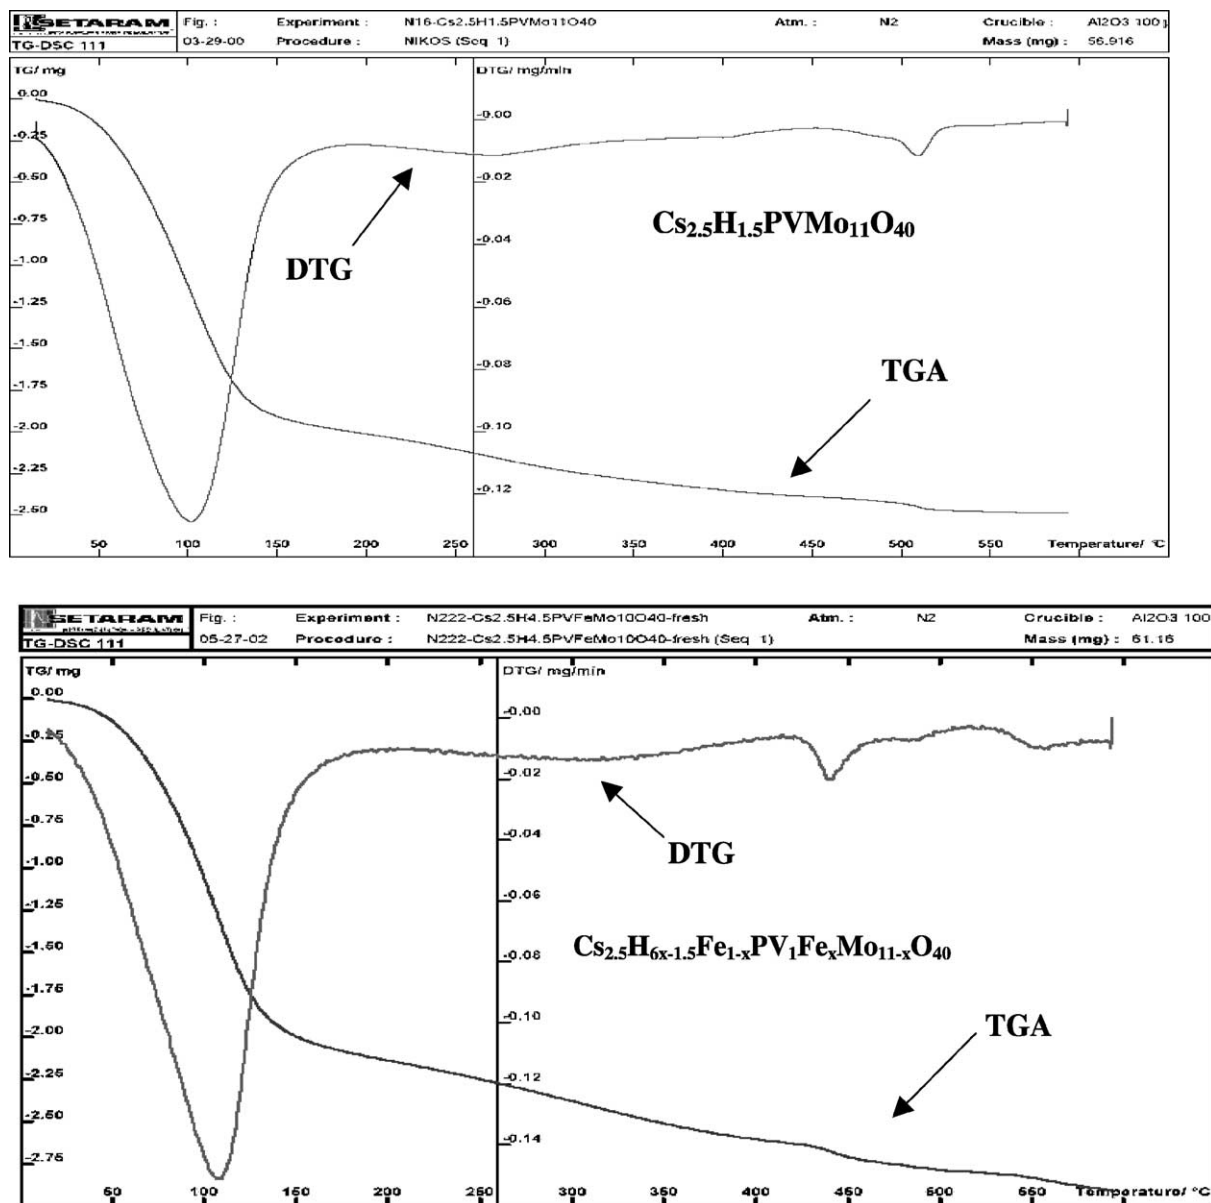 SETARAM Fig. : Experiment : N16-Cs2.5H1.5PVMo11O40 Atm. : N2 Crucible : Al2O3 100
TG-DSC 111 03-29-00 Procedure : NIKOS (Seq 1) Mass (mg) : 56.916
TG/ mg DTG/ mg/min
0.00
-0.00
-0.25
-0.50
-0.02
-0.75
-1.00
-0.04
-1.25
-0.06
-1.50
-0.08
-1.75
-2.00
-0.10
-2.25
-0.12
-2.50
DTG
Cs2.5H1.5PVMo11O40
TGA
50 100 150 200 250 300 350 400 450 500 550 Temperature/ °C
SETARAM Fig. : Experiment : N222-Cs2.5H4.5PVFeMo10O40-fresh Atm. : N2 Crucible : Al2O3 100
TG-DSC 111 05-27-02 Procedure : N222-Cs2.5H4.5PVFeMo10O40-fresh (Seq 1) Mass (mg) : 61.16
TG/ mg DTG/ mg/min
0.00
-0.00
-0.25
-0.50
-0.02
-0.75
-0.04
-1.00
-0.06
-1.25
-1.50
-0.08
-1.75
-0.10
-2.00
-2.25
-0.12
-2.50
-0.14
-2.75
DTG
Cs2.5H6x-1.5Fe1-xPV1FexMo11-xO40
TGA
50 100 150 200 250 300 350 400 450 500 550 Temperature/ °C